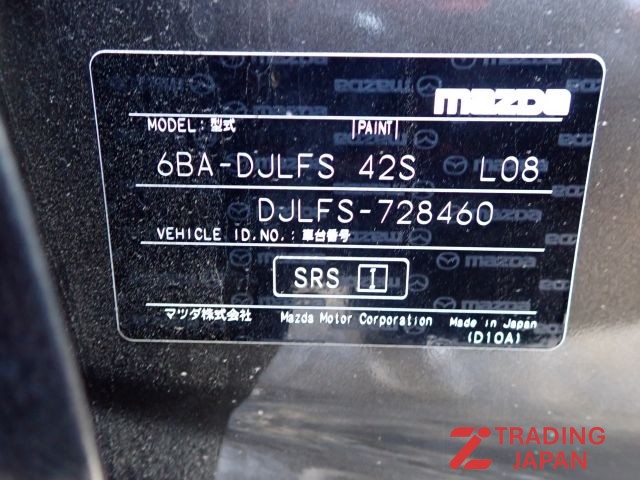 mazda
MODEL: 型式 |PAINT|
6BA-DJLFS 42S L08
DJLFS-728460
VEHICLE ID.NO.: 車台番号
SRS I
マツダ株式会社 Mazda Motor Corporation Made in Japan
(D10A)
TRADING
JAPAN